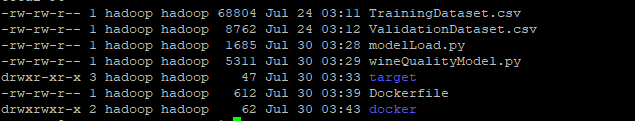 -rw-rw-r-- 1 hadoop hadoop 68804 Jul 24 03:11 TrainingDataset.csv
-rw-rw-r-- 1 hadoop hadoop 8762 Jul 24 03:12 ValidationDataset.csv
-rw-rw-r-- 1 hadoop hadoop 1685 Jul 30 03:28 modelLoad.py
-rw-rw-r-- 1 hadoop hadoop 5311 Jul 30 03:29 wineQualityModel.py
drwxr-xr-x 3 hadoop hadoop 47 Jul 30 03:33 target
-rw-rw-r-- 1 hadoop hadoop 612 Jul 30 03:39 Dockerfile
drwxrwxr-x 2 hadoop hadoop 62 Jul 30 03:43 docker